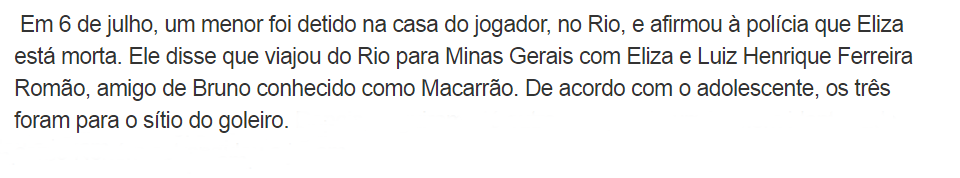 Em 6 de julho, um menor foi detido na casa do jogador, no Rio, e afirmou à polícia que Eliza
está morta. Ele disse que viajou do Rio para Minas Gerais com Eliza e Luiz Henrique Ferreira
Romão, amigo de Bruno conhecido como Macarrão. De acordo com o adolescente, os três
foram para o sítio do goleiro.